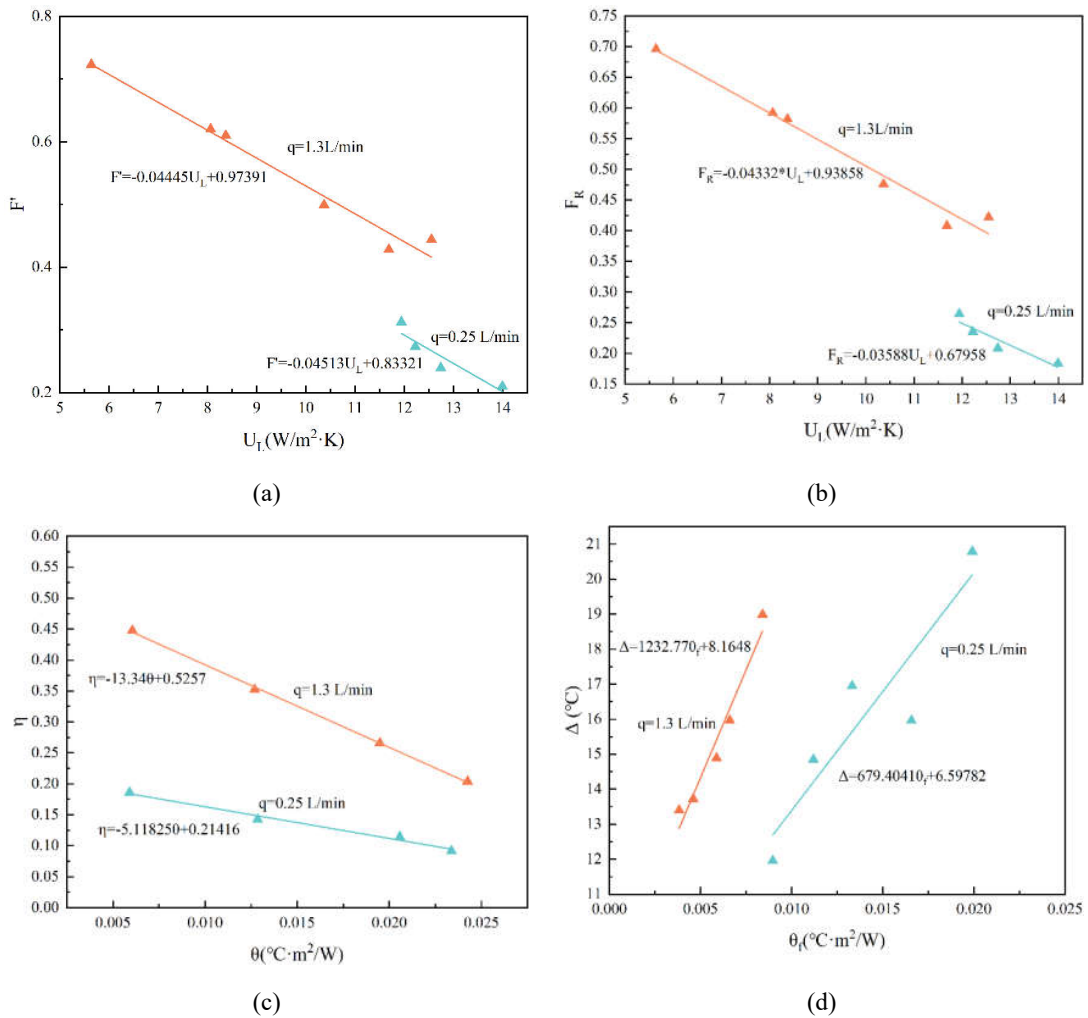 0.8
0.6
0.4
0.2
F'
q=1.3L/min
F'=-0.04445U_L+0.97391
q=0.25 L/min
F'=-0.04513U_L+0.83321
5 6 7 8 9 10 11 12 13 14
U_L(W/m²·K)
(a)
0.75
0.70
0.65
0.60
0.55
0.50
0.45
0.40
0.35
0.30
0.25
0.20
0.15
F_R
q=1.3L/min
F_R=-0.04332*U_L+0.93858
q=0.25 L/min
F_R=-0.03588U_L+0.67958
5 6 7 8 9 10 11 12 13 14
U_L(W/m²·K)
(b)
0.60
0.55
0.50
0.45
0.40
0.35
0.30
0.25
0.20
0.15
0.10
0.05
0.00
η
η=-13.34θ+0.5257
q=1.3 L/min
q=0.25 L/min
η=-5.11825θ+0.21416
0.005 0.010 0.015 0.020 0.025
θ(°C·m²/W)
(c)
21
20
19
18
17
16
15
14
13
12
11
Δ (°C)
Δ=1232.77θ_f+8.1648
q=0.25 L/min
q=1.3 L/min
Δ=679.4041θ_f+6.59782
0.000 0.005 0.010 0.015 0.020 0.025
θ_f(°C·m²/W)
(d)